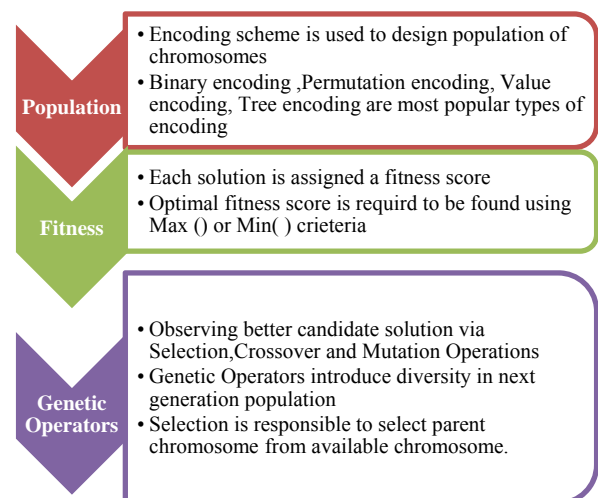 Population
• Encoding scheme is used to design population of
chromosomes
• Binary encoding ,Permutation encoding, Value
encoding, Tree encoding are most popular types of
encoding
Fitness
• Each solution is assigned a fitness score
• Optimal fitness score is requird to be found using
Max () or Min( ) crieteria
Genetic
Operators
• Observing better candidate solution via
Selection,Crossover and Mutation Operations
• Genetic Operators introduce diversity in next
generation population
• Selection is responsible to select parent
chromosome from available chromosome.